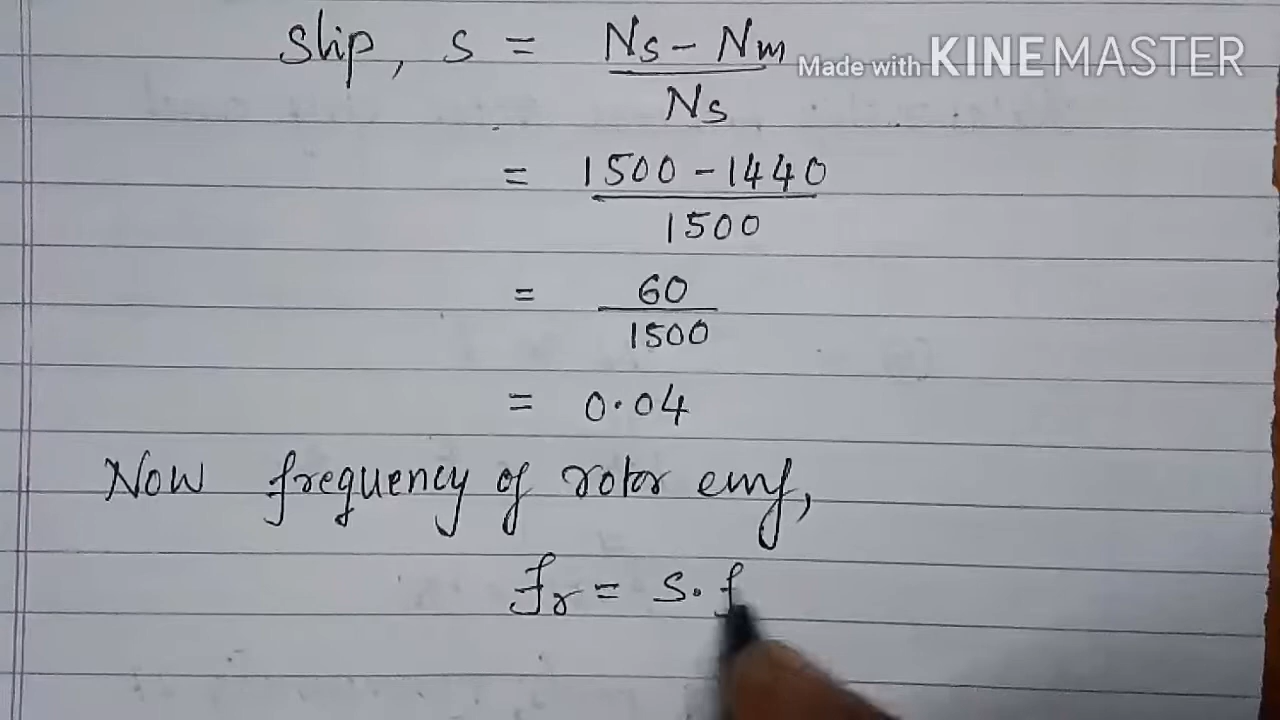 Slip, s = Ns - Nm / Ns
Made with KINEMASTER
= 1500 - 1440 / 1500
= 60 / 1500
= 0.04
Now frequency of rotor emf,
fr = s. f